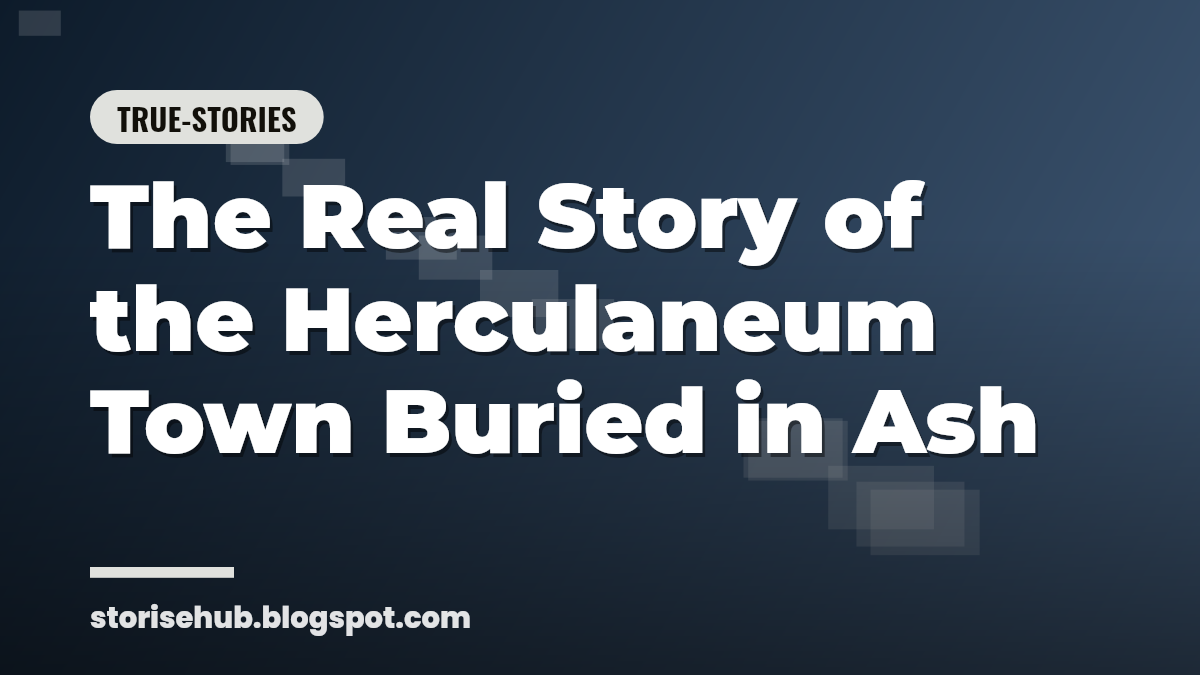 TRUE-STORIES
The Real Story of
the Herculaneum
Town Buried in Ash
storisehub.blogspot.com